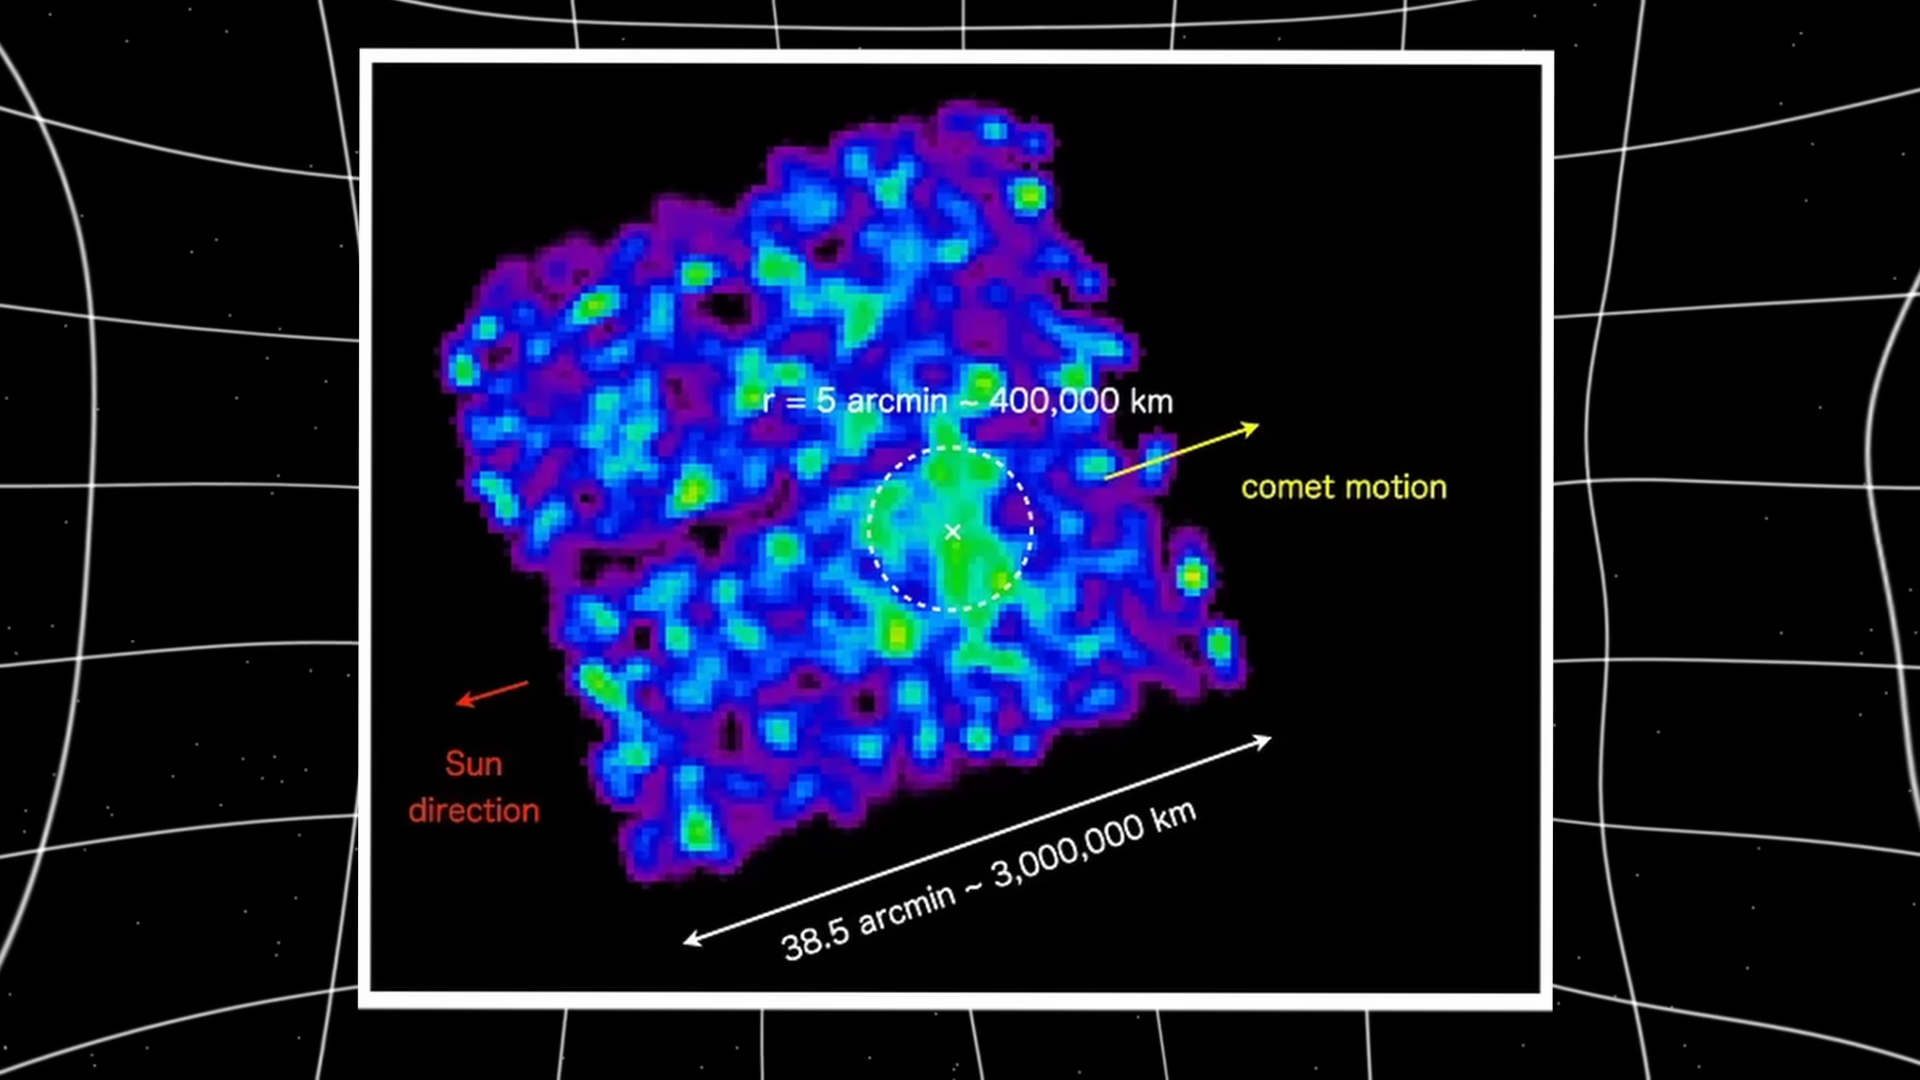 r = 5 arcmin ~ 400,000 km
comet motion
Sun
direction
38.5 arcmin ~ 3,000,000 km